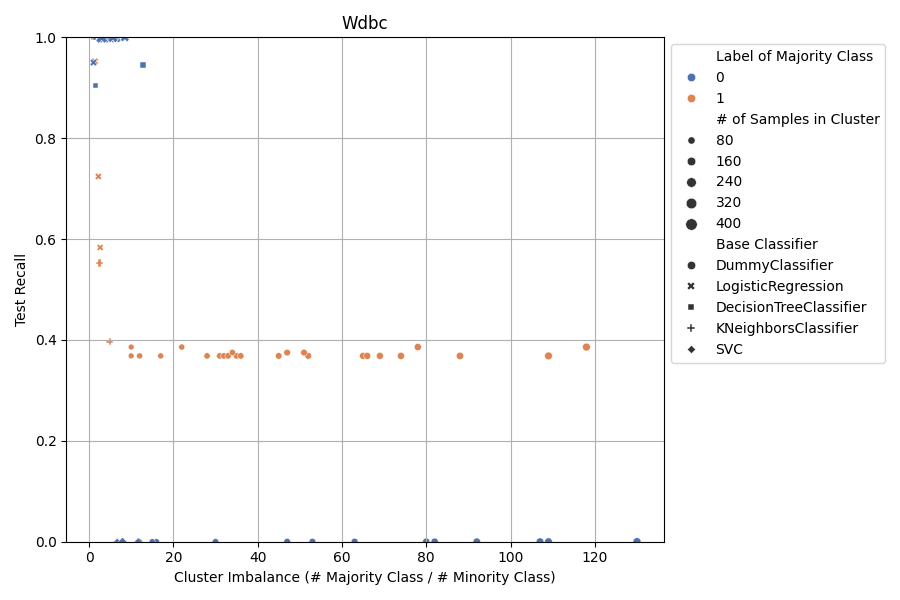 Wdbc
1.0
0.8
0.6
0.4
0.2
0.0
Test Recall
0 20 40 60 80 100 120
Cluster Imbalance (# Majority Class / # Minority Class)
Label of Majority Class
0
1
# of Samples in Cluster
80
160
240
320
400
Base Classifier
DummyClassifier
LogisticRegression
DecisionTreeClassifier
KNeighborsClassifier
SVC